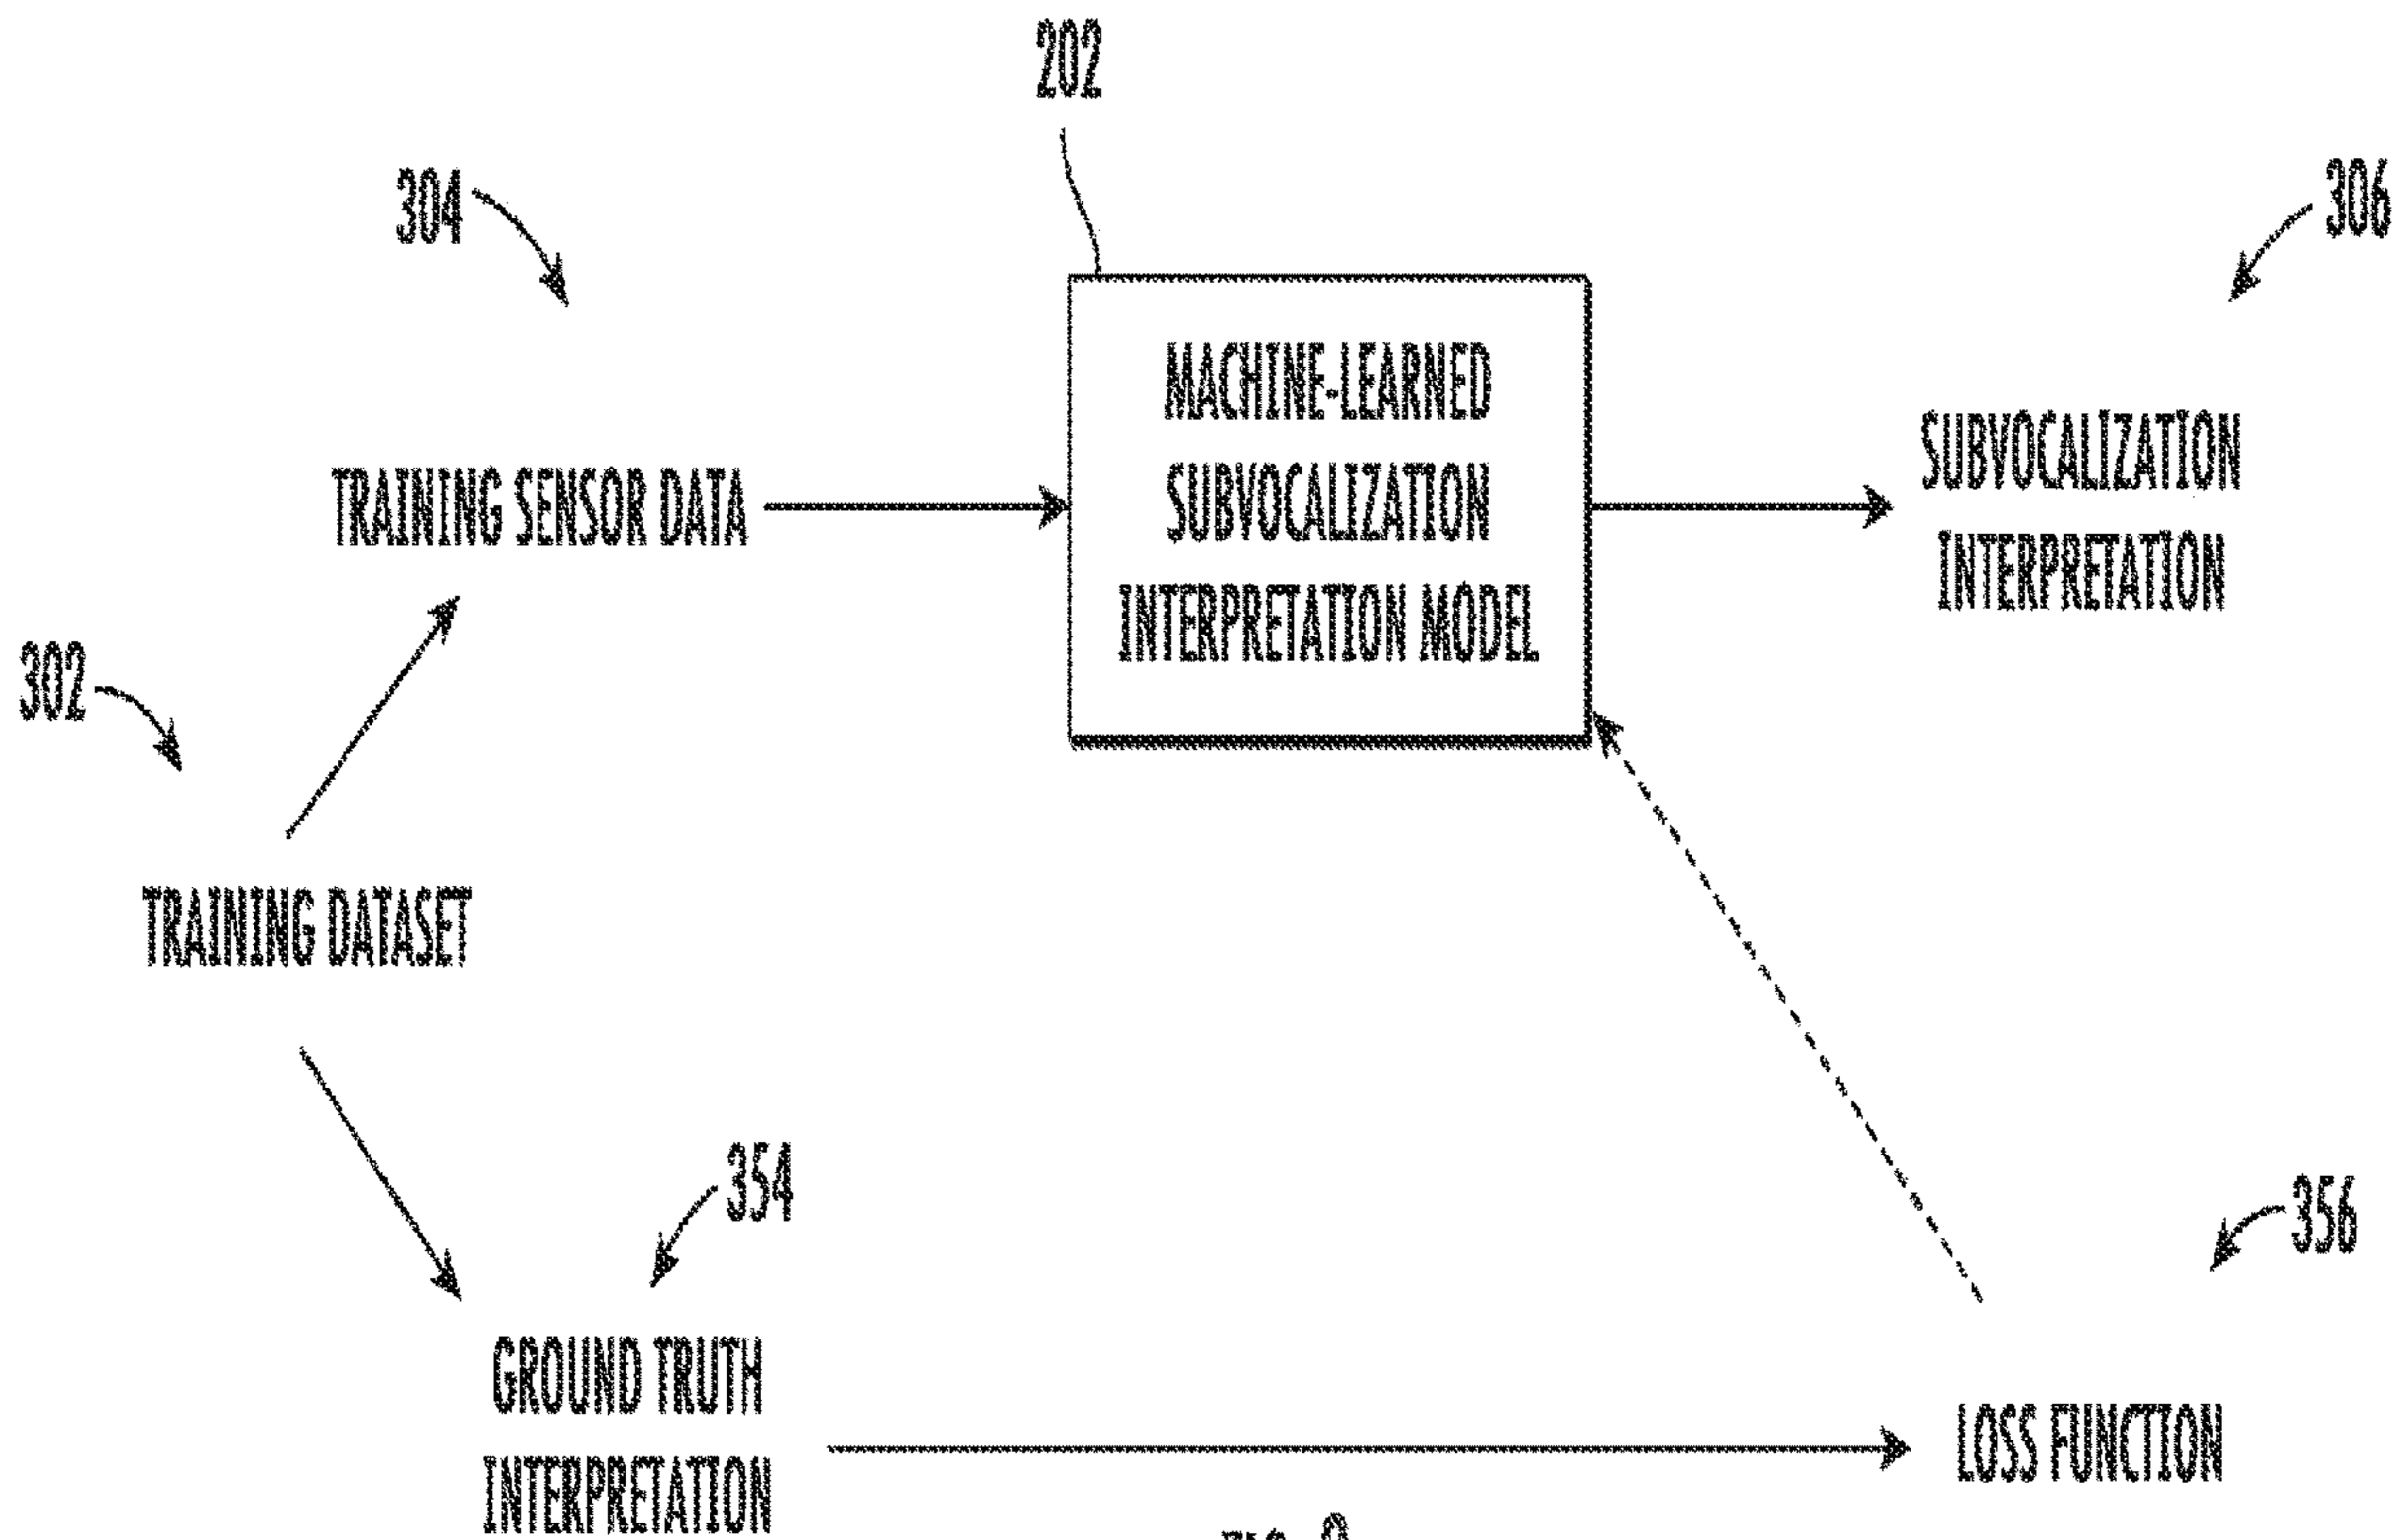 202
304
306
MACHINE-LEARNED
SUBVOCALIZATION
INTERPRETATION MODEL
TRAINING SENSOR DATA
SUBVOCALIZATION
INTERPRETATION
302
TRAINING DATASET
354
356
GROUND TRUTH
INTERPRETATION
LOSS FUNCTION